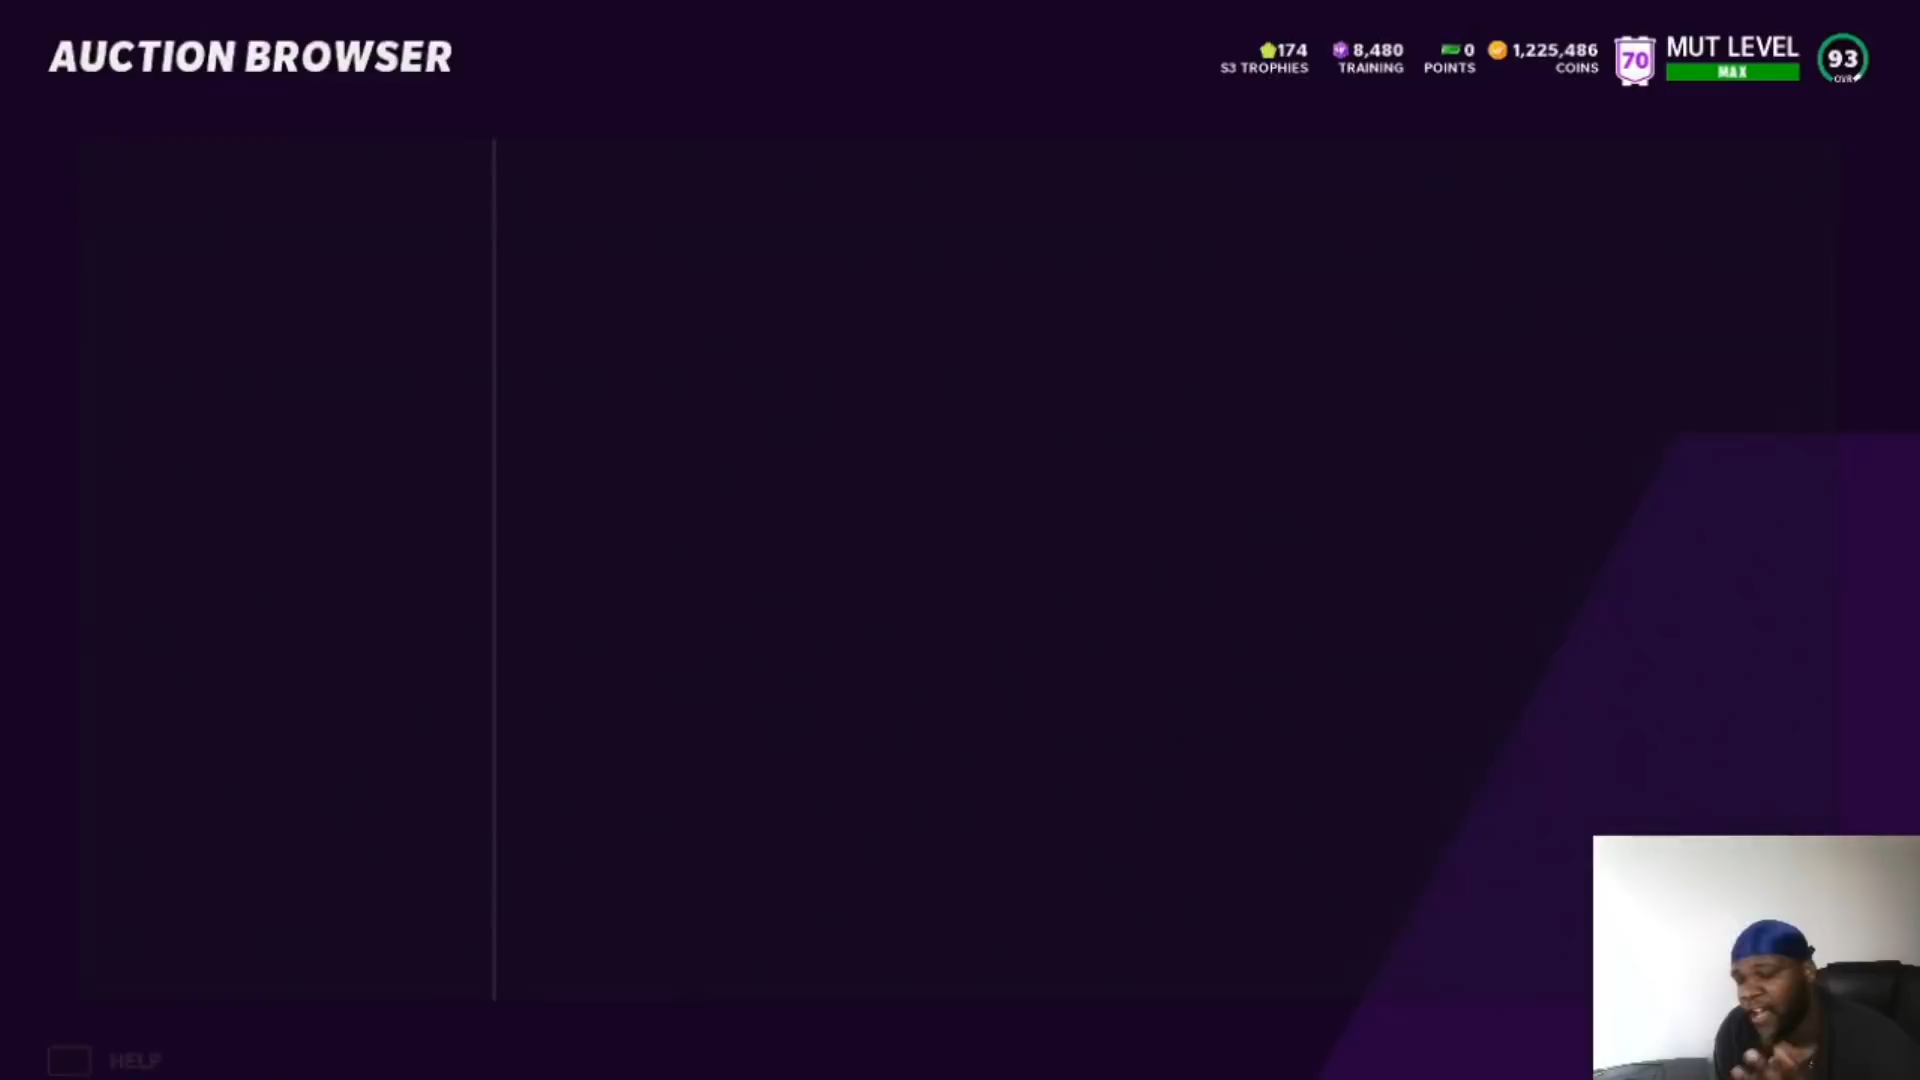 AUCTION BROWSER
174
S3 TROPHIES
8,480
TRAINING
0
POINTS
1,225,486
COINS
70
MUT LEVEL
MAX
93
OVR
HELP